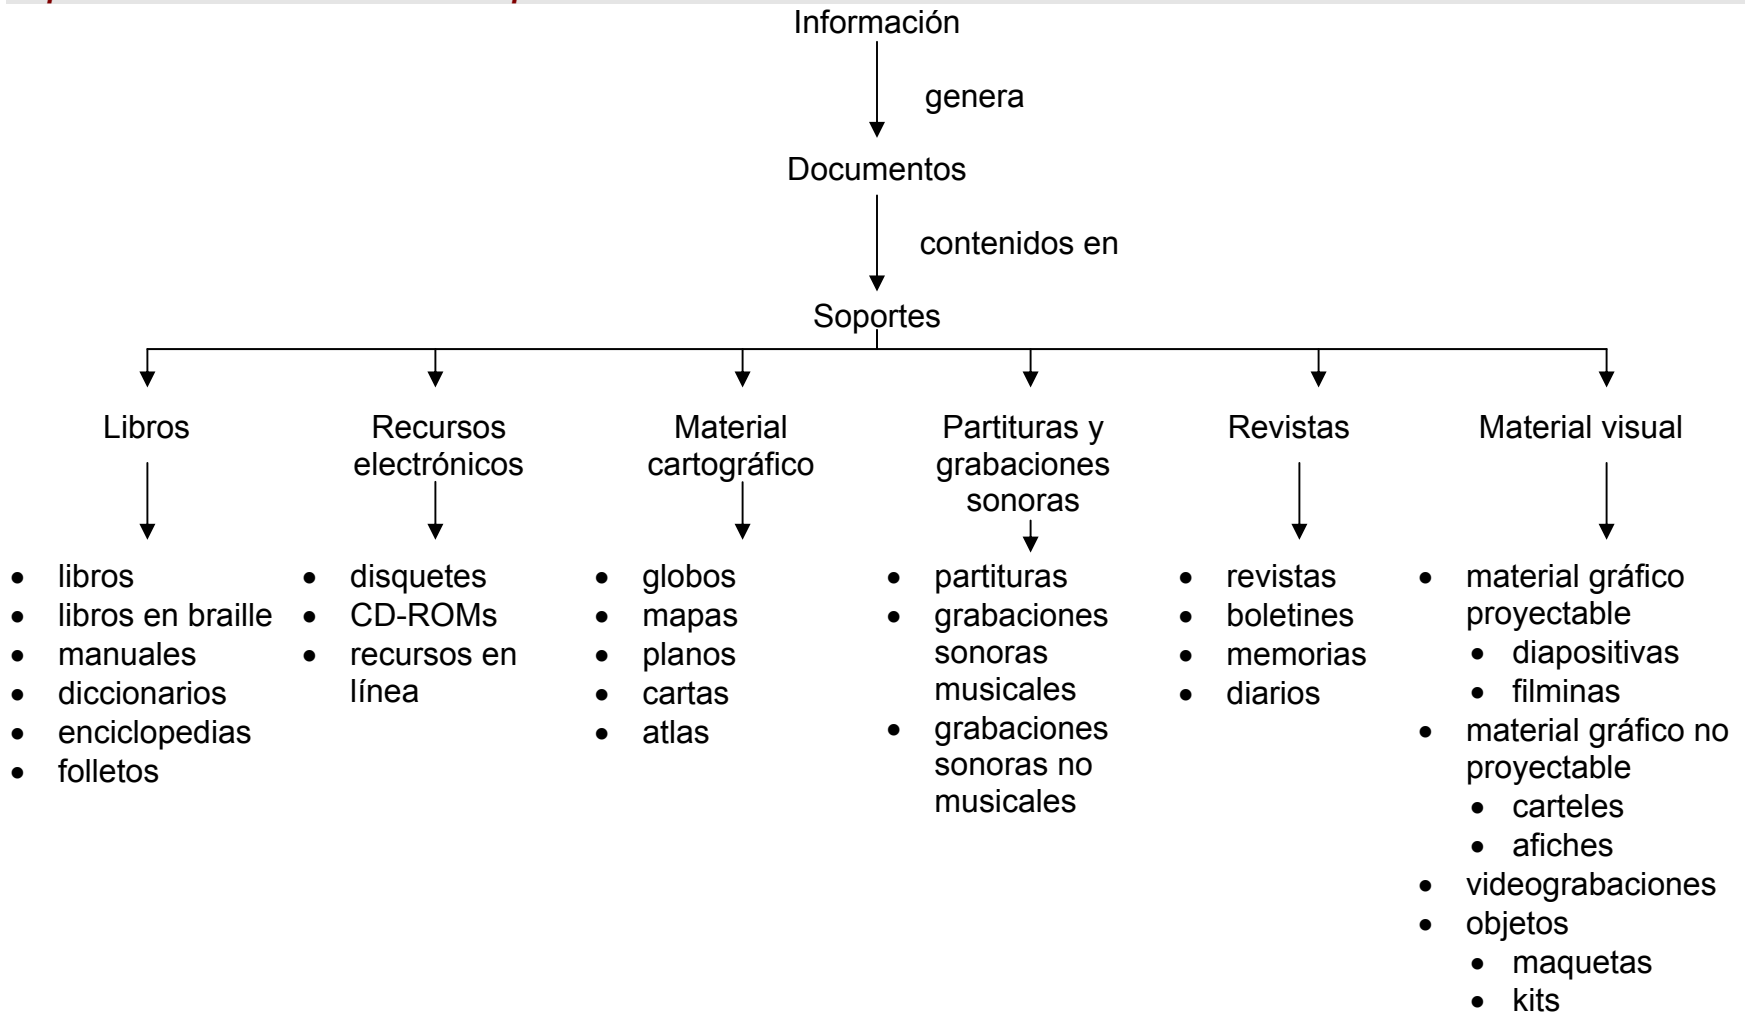 Información
genera
Documentos
contenidos en
Soportes
Libros
• libros
• libros en braille
• manuales
• diccionarios
• enciclopedias
• folletos
Recursos
electrónicos
• disquetes
• CD-ROMs
• recursos en
línea
Material
cartográfico
• globos
• mapas
• planos
• cartas
• atlas
Partituras y
grabaciones
sonoras
• partituras
• grabaciones
sonoras
musicales
• grabaciones
sonoras no
musicales
Revistas
• revistas
• boletines
• memorias
• diarios
Material visual
• material gráfico
proyectable
• diapositivas
• filminas
• material gráfico no
proyectable
• carteles
• afiches
• videograbaciones
• objetos
• maquetas
• kits